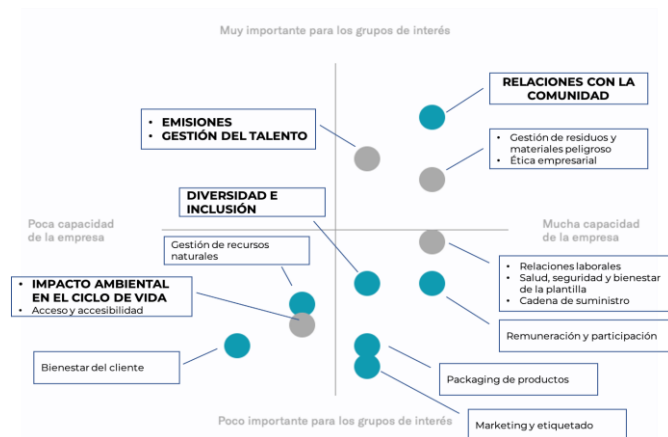 Muy importante para los grupos de interés
RELACIONES CON LA
COMUNIDAD
• EMISIONES
• GESTIÓN DEL TALENTO
• Gestión de residuos y
materiales peligroso
• Ética empresarial
DIVERSIDAD E
INCLUSIÓN
Poca capacidad
de la empresa
Mucha capacidad
de la empresa
Gestión de recursos
naturales
• Relaciones laborales
• Salud, seguridad y bienestar
de la plantilla
• Cadena de suministro
• IMPACTO AMBIENTAL
EN EL CICLO DE VIDA
• Acceso y accesibilidad
Remuneración y participación
Bienestar del cliente
Packaging de productos
Poco importante para los grupos de interés
Marketing y etiquetado